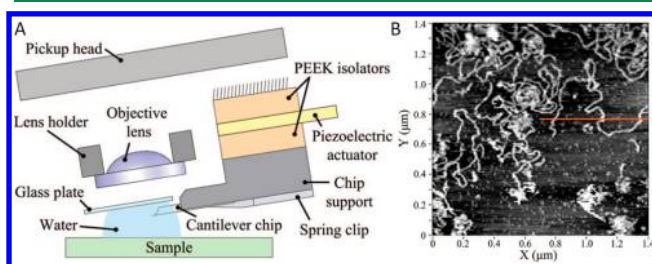 A
Pickup head
PEEK isolators
Objective
lens
Lens holder
Piezoelectric
actuator
Glass plate
Chip
support
Water
Cantilever chip
Spring clip
Sample
B
1.4
1.2
1
0.8
0.6
0.4
0.2
0
Y (μm)
0 0.2 0.4 0.6 0.8 1 1.2 1.4
X (μm)